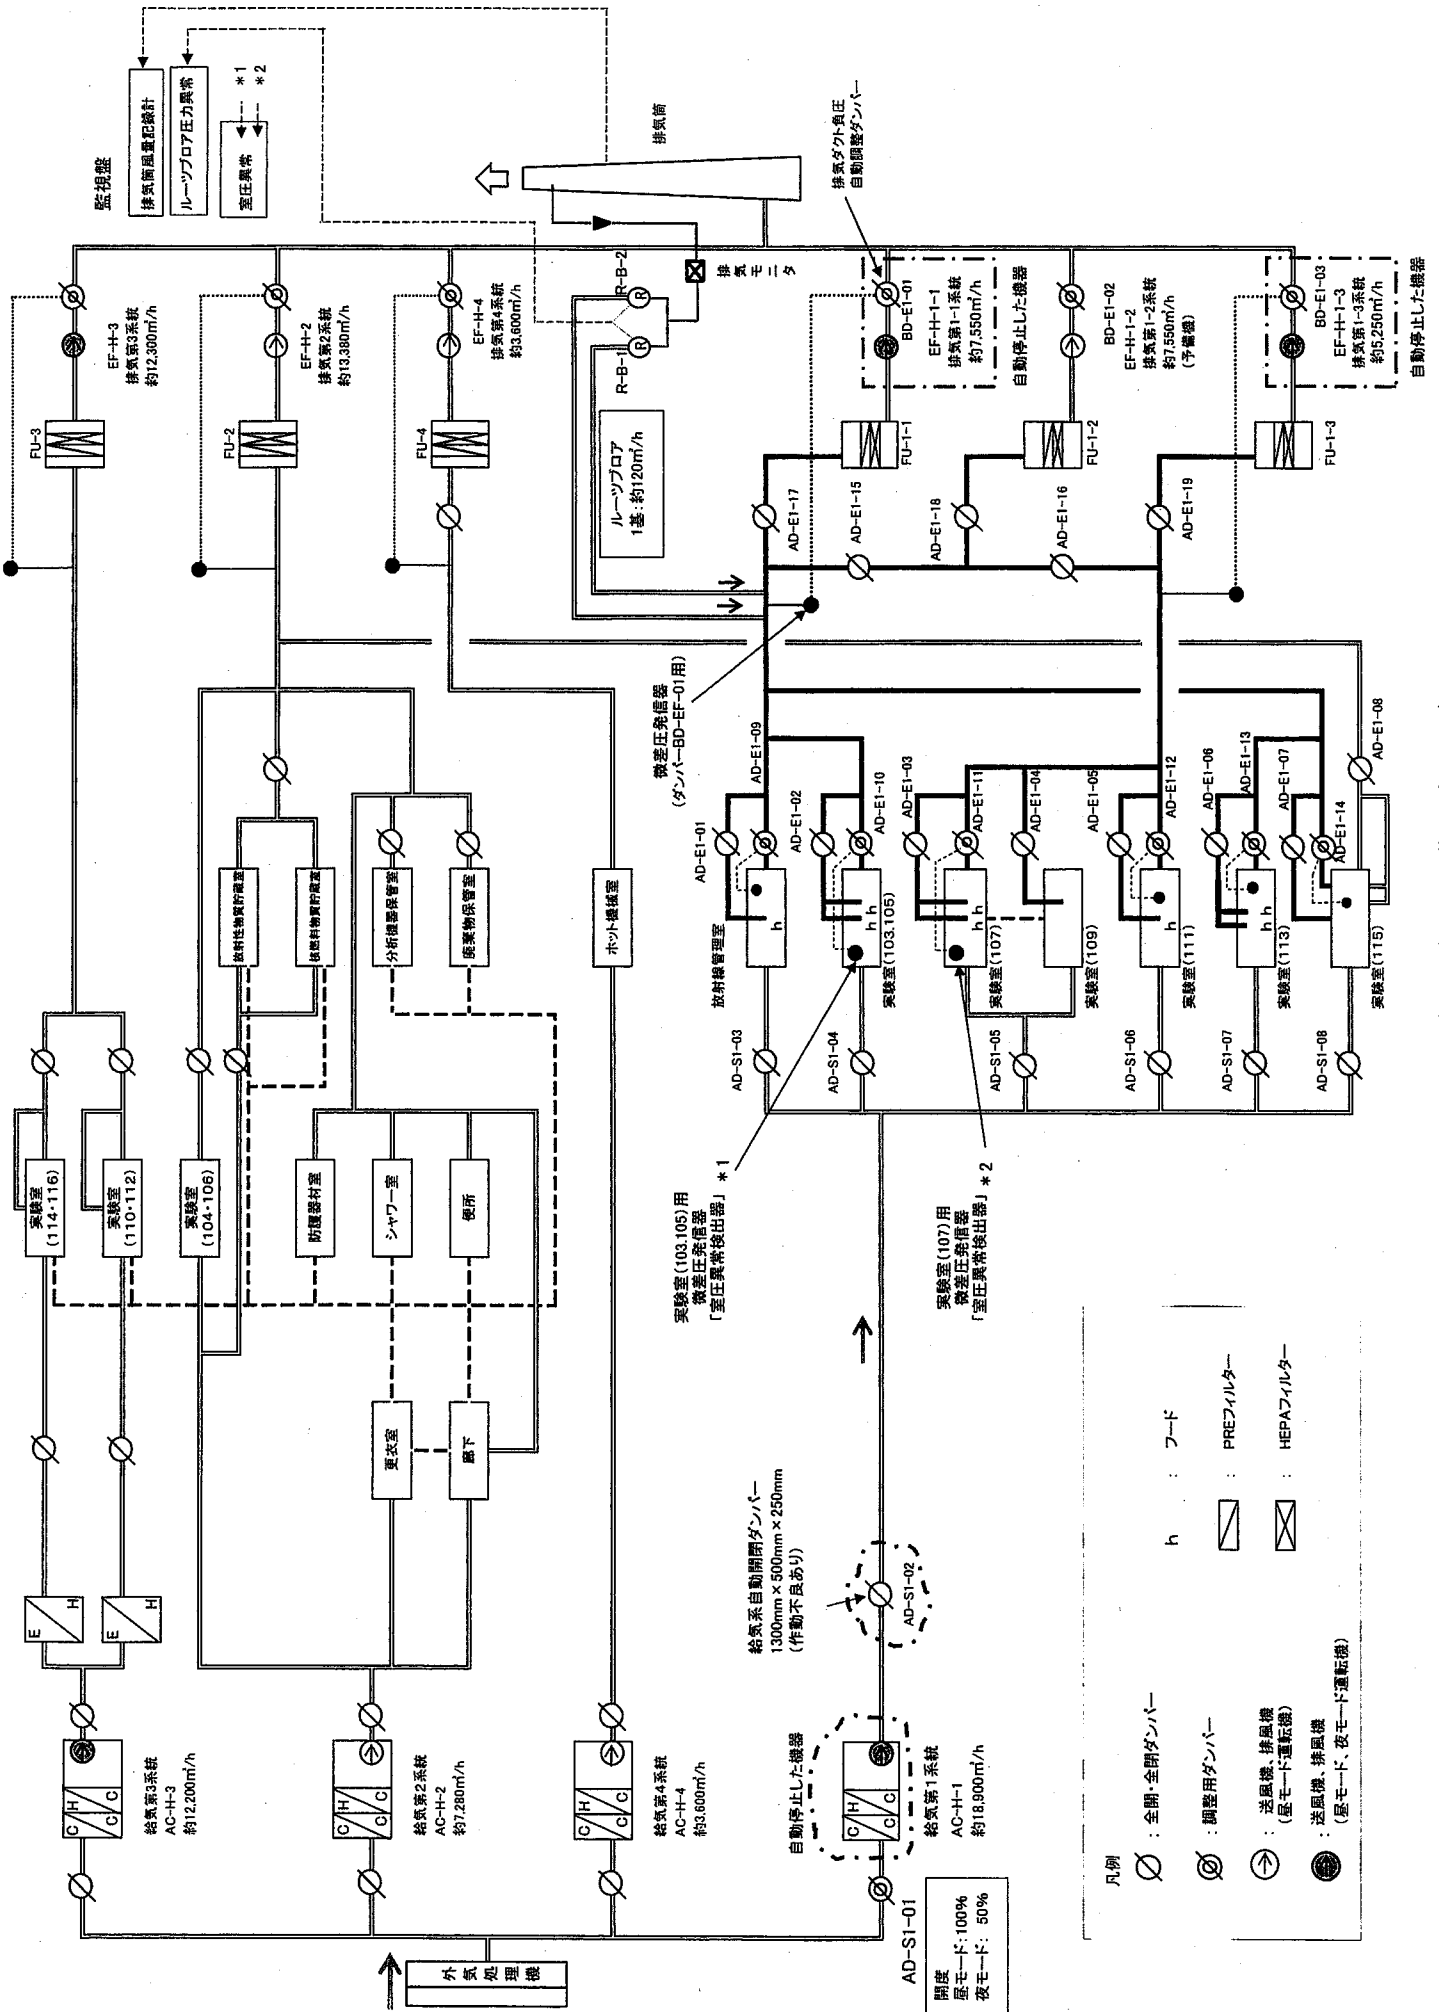 監視盤
排気筒風量記録計
ルーツブロア圧力異常
室圧異常
*1
*2
排気筒
EF-H-3
排気第3系統
約12,300㎥/h
FU-3
EF-H-2
排気第2系統
約13,380㎥/h
FU-2
EF-H-4
排気第4系統
約3,600㎥/h
FU-4
R-B-1
R-B-2
R
R
排気モニタ
ルーツブロア
1基:約120㎥/h
排気ダクト負圧
自動調整ダンパー
BD-E1-01
EF-H-1-1
排気第1-1系統
約7,550㎥/h
自動停止した機器
FU-1-1
BD-E1-02
EF-H-1-2
排気第1-2系統
約7,550㎥/h
(予備機)
FU-1-2
BD-E1-03
EF-H-1-3
排気第1-3系統
約5,250㎥/h
自動停止した機器
FU-1-3
AD-E1-17
AD-E1-15
AD-E1-18
AD-E1-16
AD-E1-19
微差圧発信器
(ダンパーBD-EF-01用)
放射性物質貯蔵室
核燃料物質貯蔵室
分析機器保管室
廃棄物保管室
ホット機械室
AD-E1-01
AD-E1-09
AD-E1-02
AD-E1-10
AD-E1-03
AD-E1-11
AD-E1-04
AD-E1-05
AD-E1-12
AD-E1-06
AD-E1-13
AD-E1-07
AD-E1-14
AD-E1-08
放射線管理室
h
実験室(103.105)
h h
実験室(107)
h h
実験室(109)
実験室(111)
h
実験室(113)
h h
実験室(115)
AD-S1-03
AD-S1-04
AD-S1-05
AD-S1-06
AD-S1-07
AD-S1-08
実験室
(114・116)
実験室
(110・112)
実験室
(104・106)
防護器材室
シャワー室
便所
更衣室
廊下
実験室(103.105)用
微差圧発信器
「室圧異常検出器」 *1
実験室(107)用
微差圧発信器
「室圧異常検出器」 *2
給気系自動開閉ダンパー
1300mm×500mm×250mm
(作動不良あり)
AD-S1-02
E
H
E
H
C C H C
給気第3系統
AC-H-3
約12,200㎥/h
C C H C
給気第2系統
AC-H-2
約7,280㎥/h
C C H C
給気第4系統
AC-H-4
約3,600㎥/h
自動停止した機器
C C H C
給気第1系統
AC-H-1
約18,900㎥/h
AD-S1-01
開度
昼モード:100%
夜モード: 50%
外気処理機
凡例
: 全開・全閉ダンパー
: 調整用ダンパー
: 送風機、排風機
(昼モード運転機)
: 送風機、排風機
(昼モード、夜モード運転機)
h : フード
: PREフィルター
: HEPAフィルター